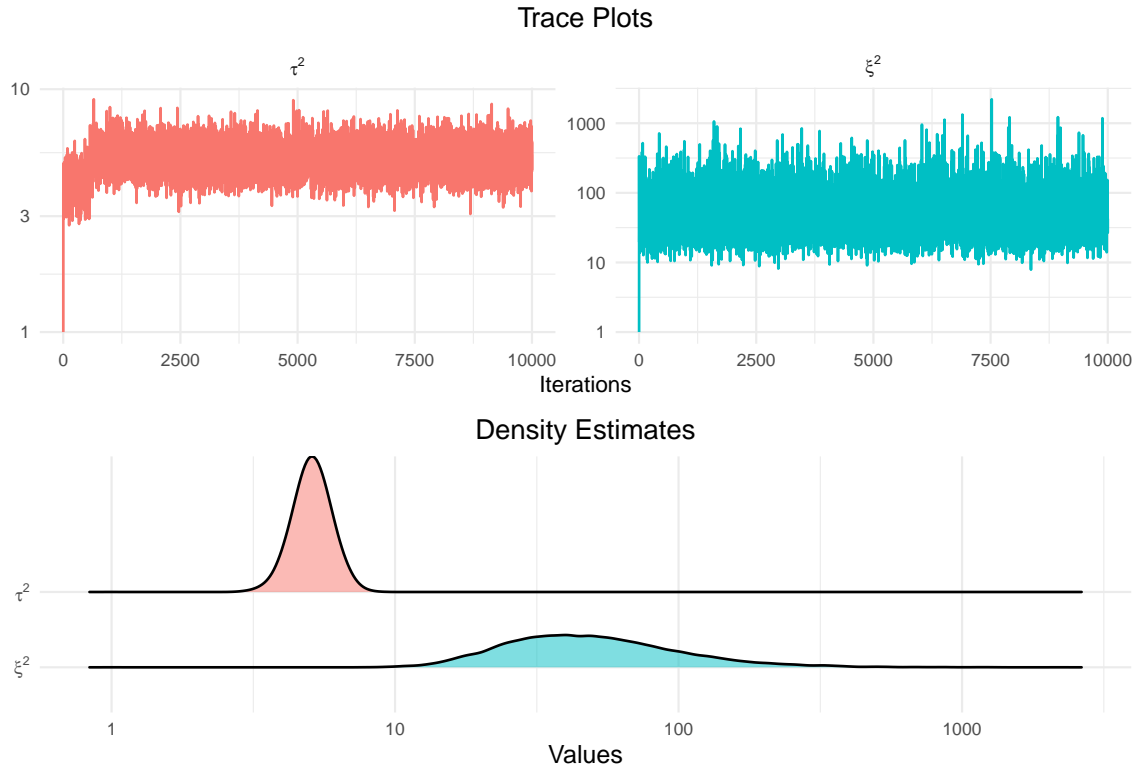 Trace Plots
τ²
ξ²
10
3
1
0 2500 5000 7500 10000
1000
100
10
1
0 2500 5000 7500 10000
Iterations
Density Estimates
τ²
ξ²
1 10 100 1000
Values